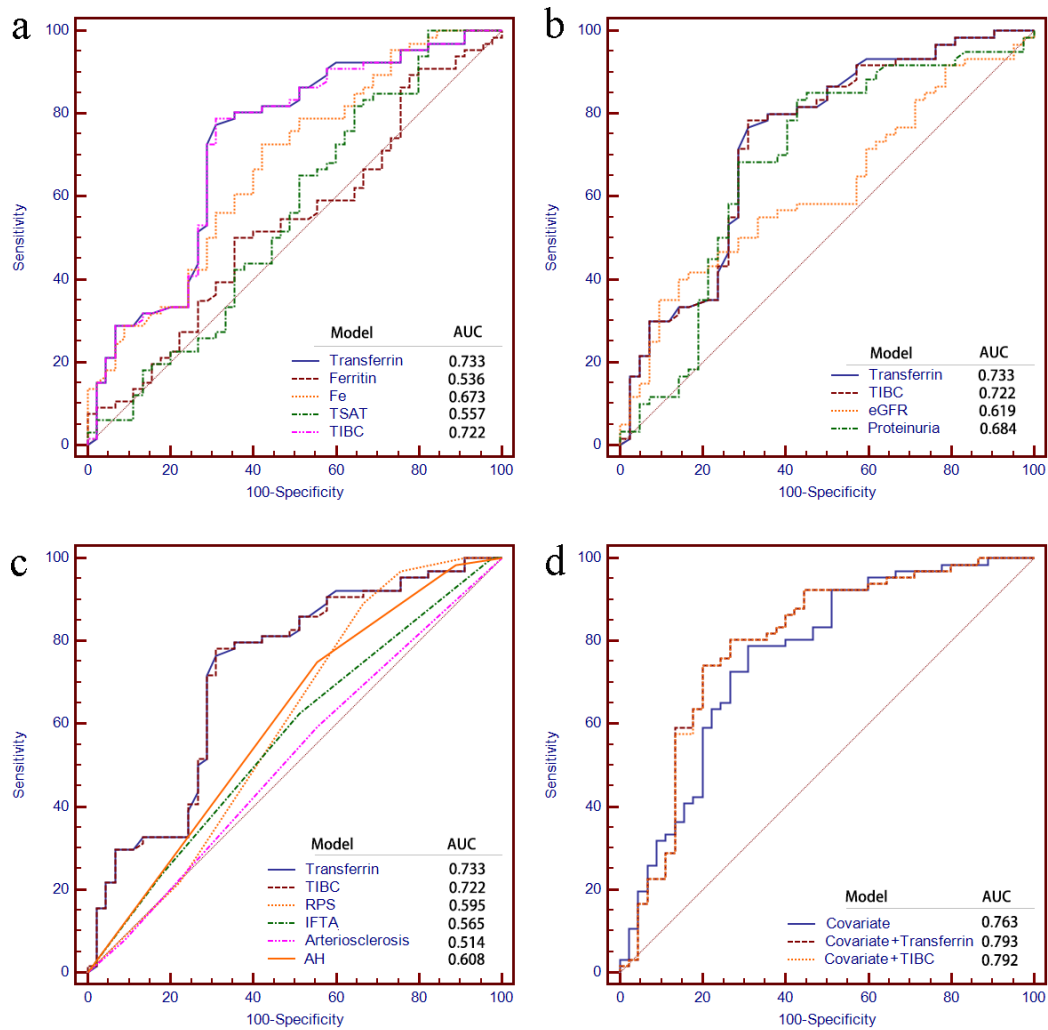 a
100
80
60
40
20
0
Sensitivity
Model AUC
Transferrin 0.733
Ferritin 0.536
Fe 0.673
TSAT 0.557
TIBC 0.722
0 20 40 60 80 100
100-Specificity
b
100
80
60
40
20
0
Sensitivity
Model AUC
Transferrin 0.733
TIBC 0.722
eGFR 0.619
Proteinuria 0.684
0 20 40 60 80 100
100-Specificity
c
100
80
60
40
20
0
Sensitivity
Model AUC
Transferrin 0.733
TIBC 0.722
RPS 0.595
IFTA 0.565
Arteriosclerosis 0.514
AH 0.608
0 20 40 60 80 100
100-Specificity
d
100
80
60
40
20
0
Sensitivity
Model AUC
Covariate 0.763
Covariate+Transferrin 0.793
Covariate+TIBC 0.792
0 20 40 60 80 100
100-Specificity